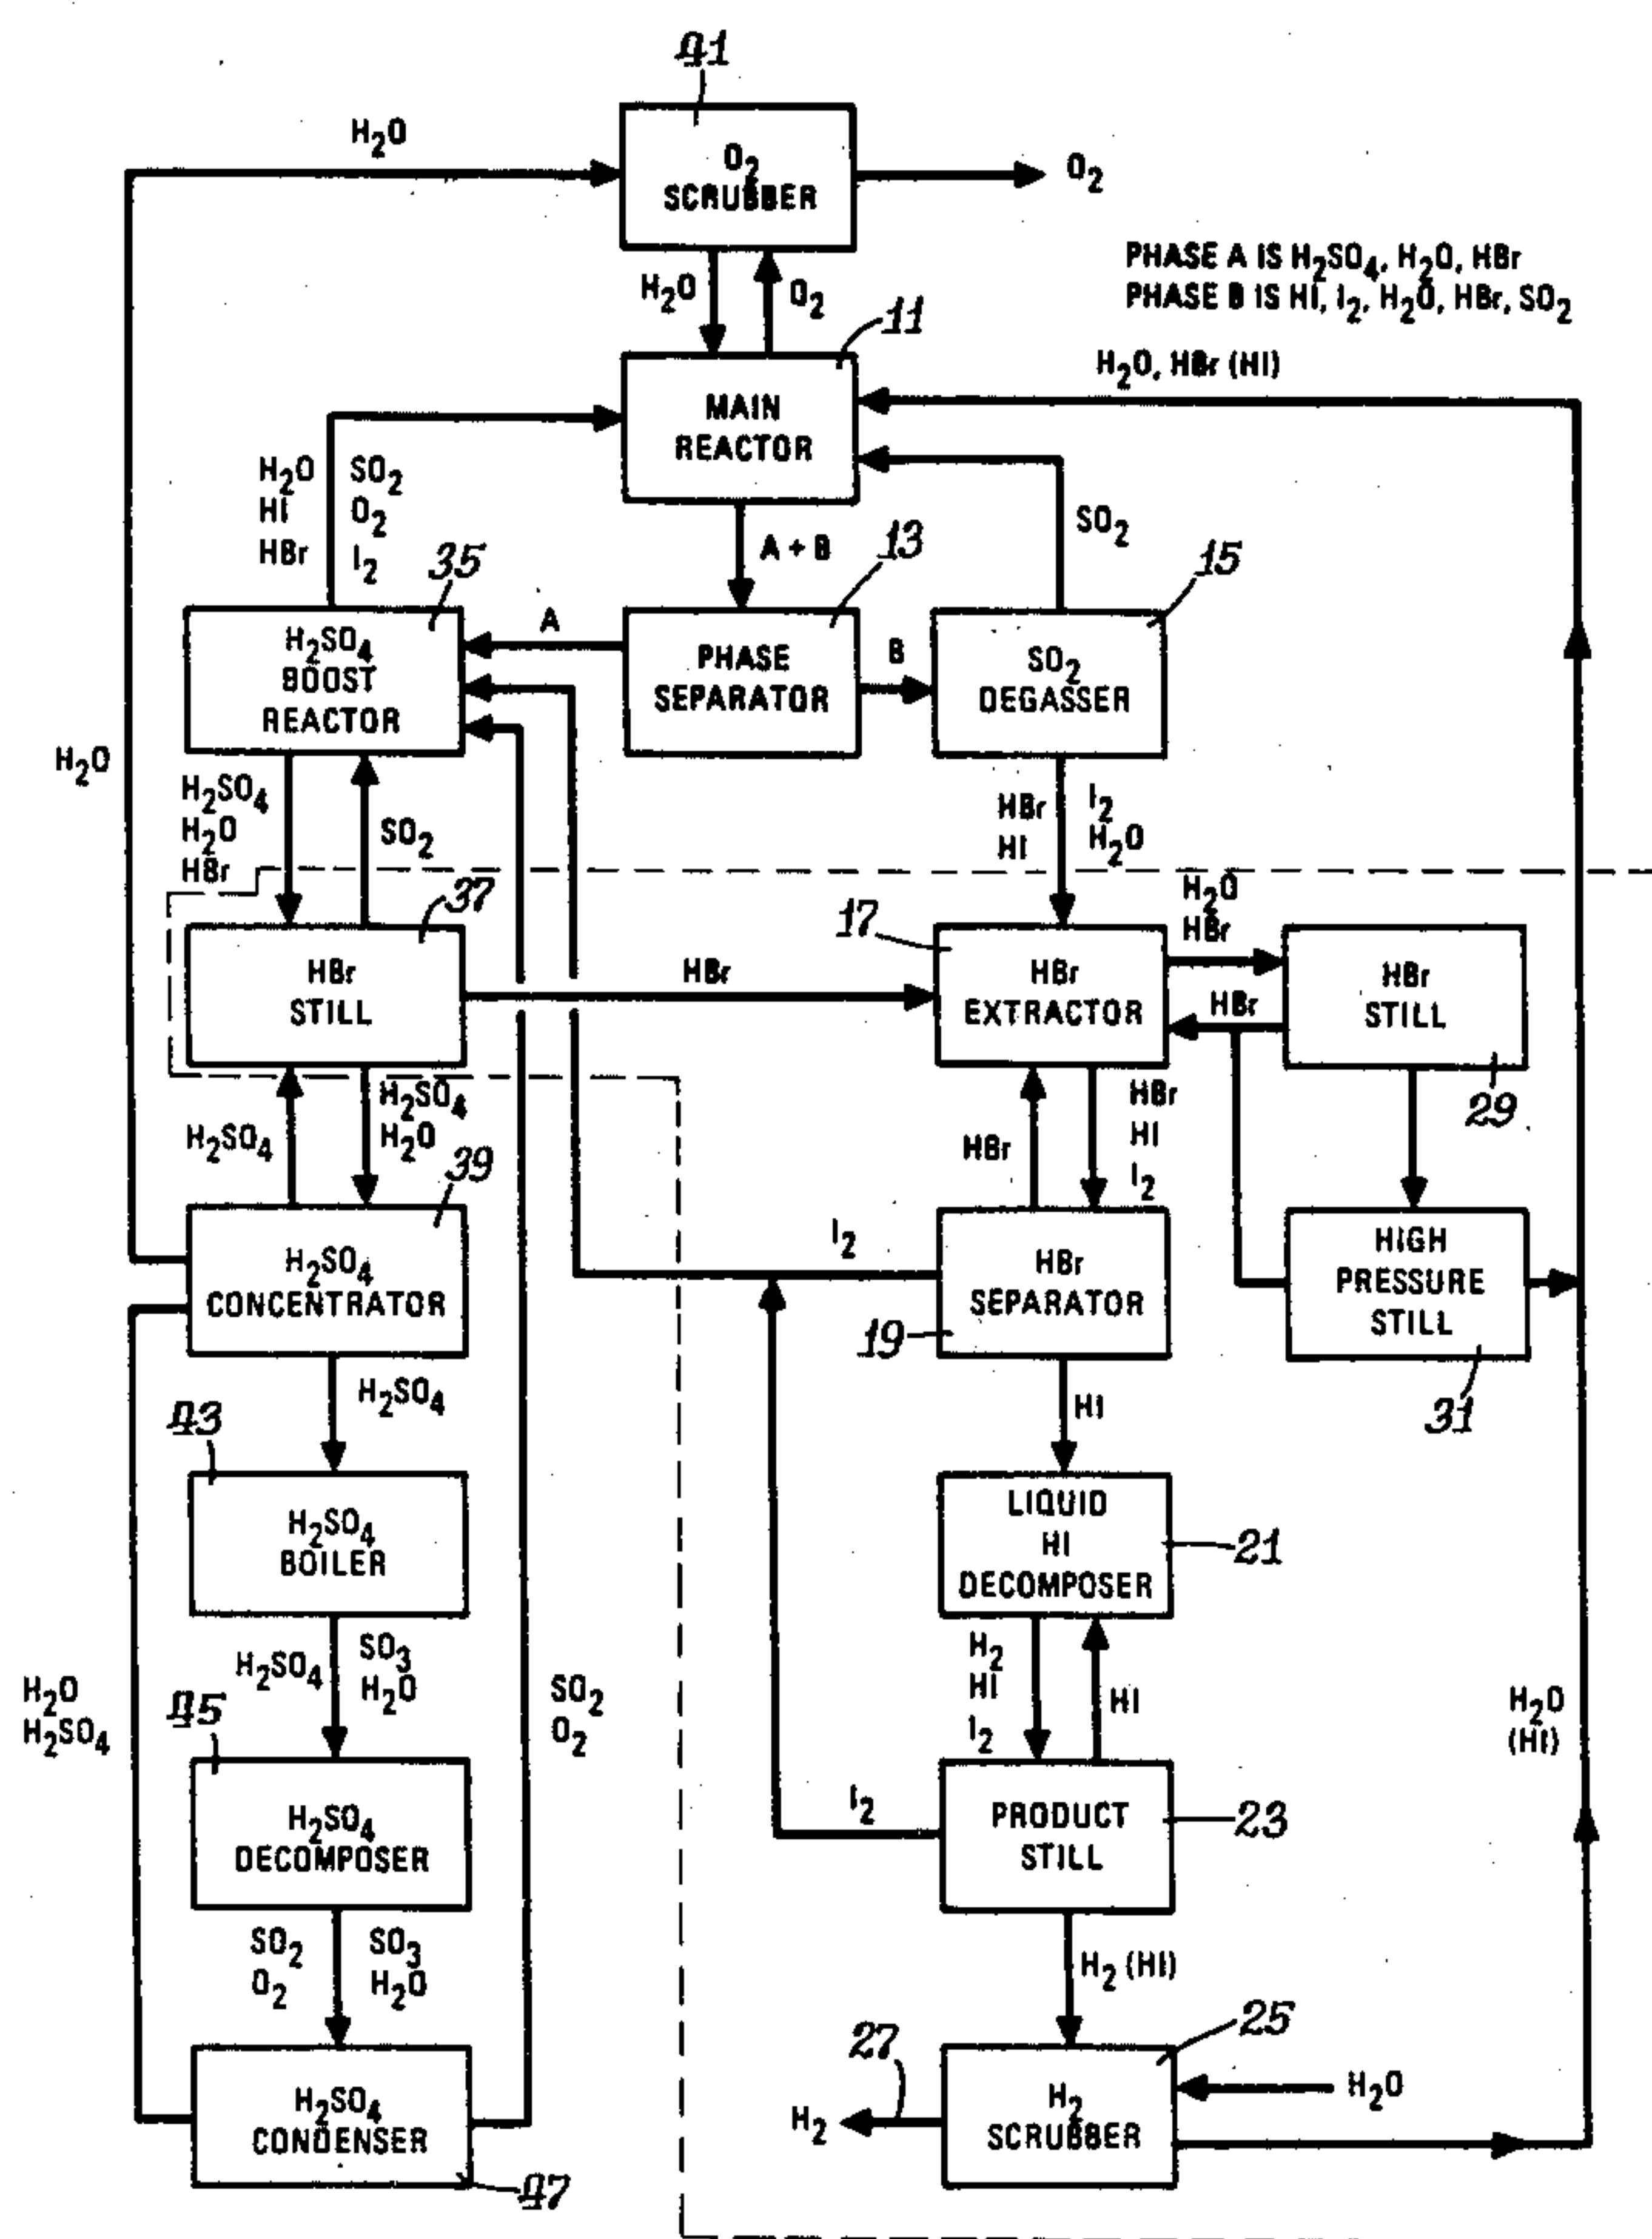 41
H2O
O2
SCRUBBER
O2
PHASE A IS H2SO4, H2O, HBr
PHASE B IS HI, I2, H2O, HBr, SO2
H2O
O2
11
H2O, HBr (HI)
MAIN
REACTOR
H2O
HI
HBr
SO2
O2
I2
SO2
A + B
13
15
35
H2SO4
BOOST
REACTOR
A
PHASE
SEPARATOR
B
SO2
DEGASSER
H2O
H2SO4
H2O
HBr
SO2
HBr
HI
I2
H2O
37
HBr
STILL
HBr
17
HBr
EXTRACTOR
H2O
HBr
HBr
HBr
STILL
29
H2SO4
H2SO4
H2O
HBr
HBr
HI
I2
39
H2SO4
CONCENTRATOR
I2
HBr
SEPARATOR
19
HIGH
PRESSURE
STILL
31
H2SO4
HI
43
H2SO4
BOILER
LIQUID
HI
DECOMPOSER
21
H2SO4
SO3
H2O
H2
HI
I2
HI
H2O
H2SO4
SO2
O2
H2O
(HI)
45
H2SO4
DECOMPOSER
I2
PRODUCT
STILL
23
SO2
O2
SO3
H2O
H2 (HI)
25
27
H2SO4
CONDENSER
47
H2
H2
SCRUBBER
H2O